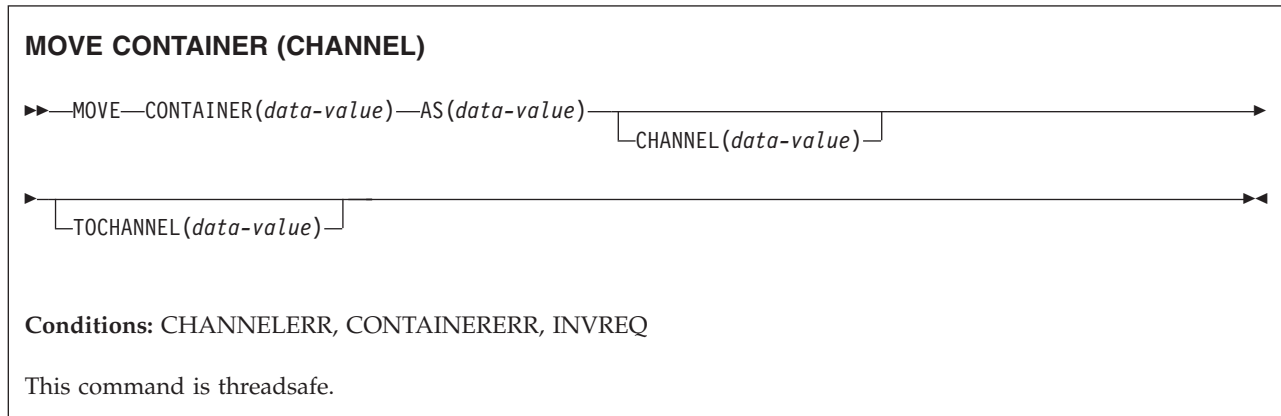 MOVE CONTAINER (CHANNEL)
MOVE CONTAINER(data-value) AS(data-value)
CHANNEL(data-value)
TOCHANNEL(data-value)
Conditions: CHANNELERR, CONTAINERERR, INVREQ
This command is threadsafe.